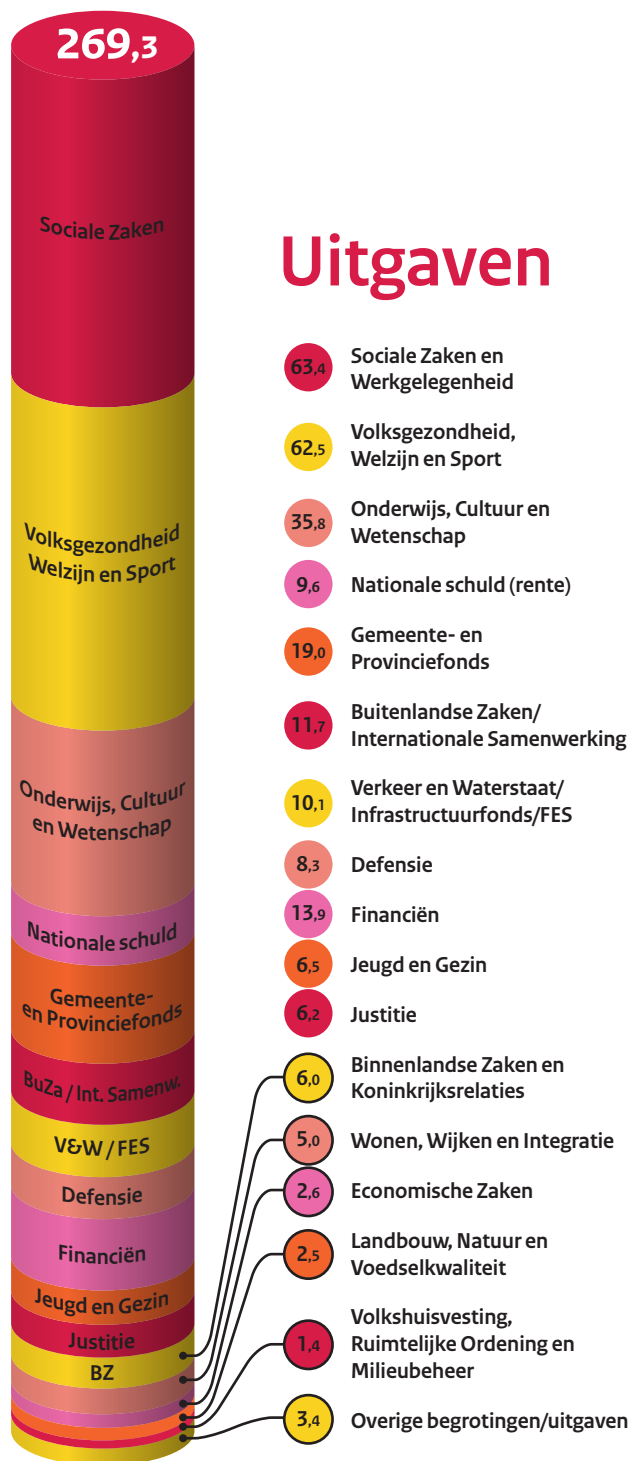 269,3
Sociale Zaken
Volksgezondheid
Welzijn en Sport
Onderwijs, Cultuur
en Wetenschap
Nationale schuld
Gemeente-
en Provinciefonds
BuZa / Int. Samenw.
V&W / FES
Defensie
Financiën
Jeugd en Gezin
Justitie
BZ
Uitgaven
63,4 Sociale Zaken en
Werkgelegenheid
62,5 Volksgezondheid,
Welzijn en Sport
35,8 Onderwijs, Cultuur en
Wetenschap
9,6 Nationale schuld (rente)
19,0 Gemeente- en
Provinciefonds
11,7 Buitenlandse Zaken/
Internationale Samenwerking
10,1 Verkeer en Waterstaat/
Infrastructuurfonds/FES
8,3 Defensie
13,9 Financiën
6,5 Jeugd en Gezin
6,2 Justitie
6,0 Binnenlandse Zaken en
Koninkrijksrelaties
5,0 Wonen, Wijken en Integratie
2,6 Economische Zaken
2,5 Landbouw, Natuur en
Voedselkwaliteit
1,4 Volkshuisvesting,
Ruimtelijke Ordening en
Milieubeheer
3,4 Overige begrotingen/uitgaven